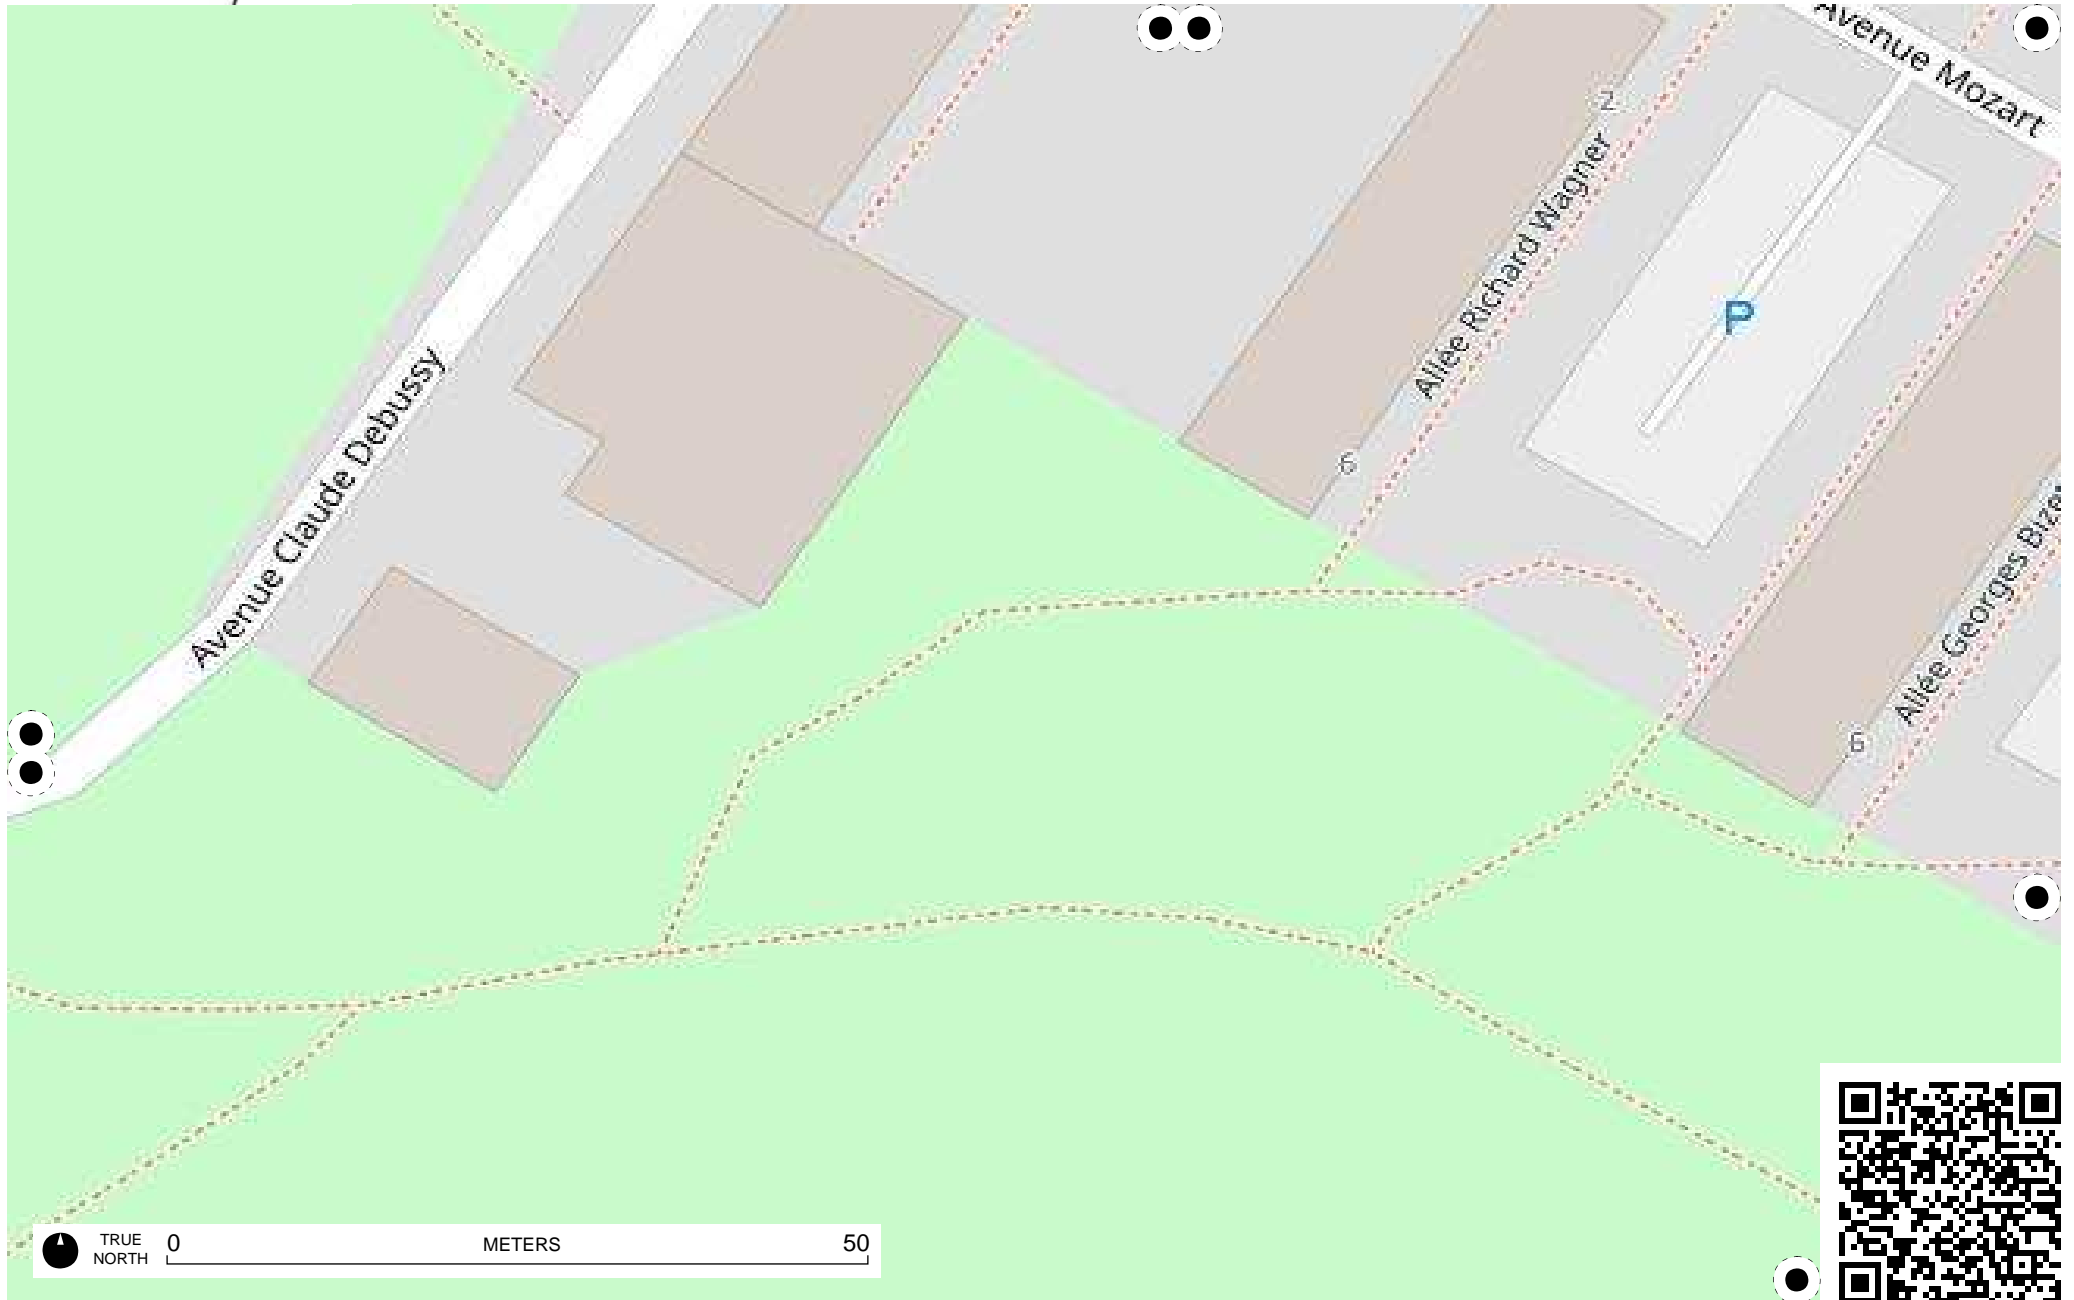 Avenue Mozart
2
Allée Richard Wagner
P
Avenue Claude Debussy
6
Allée Georges Bizet
6
TRUE NORTH
0 METERS 50